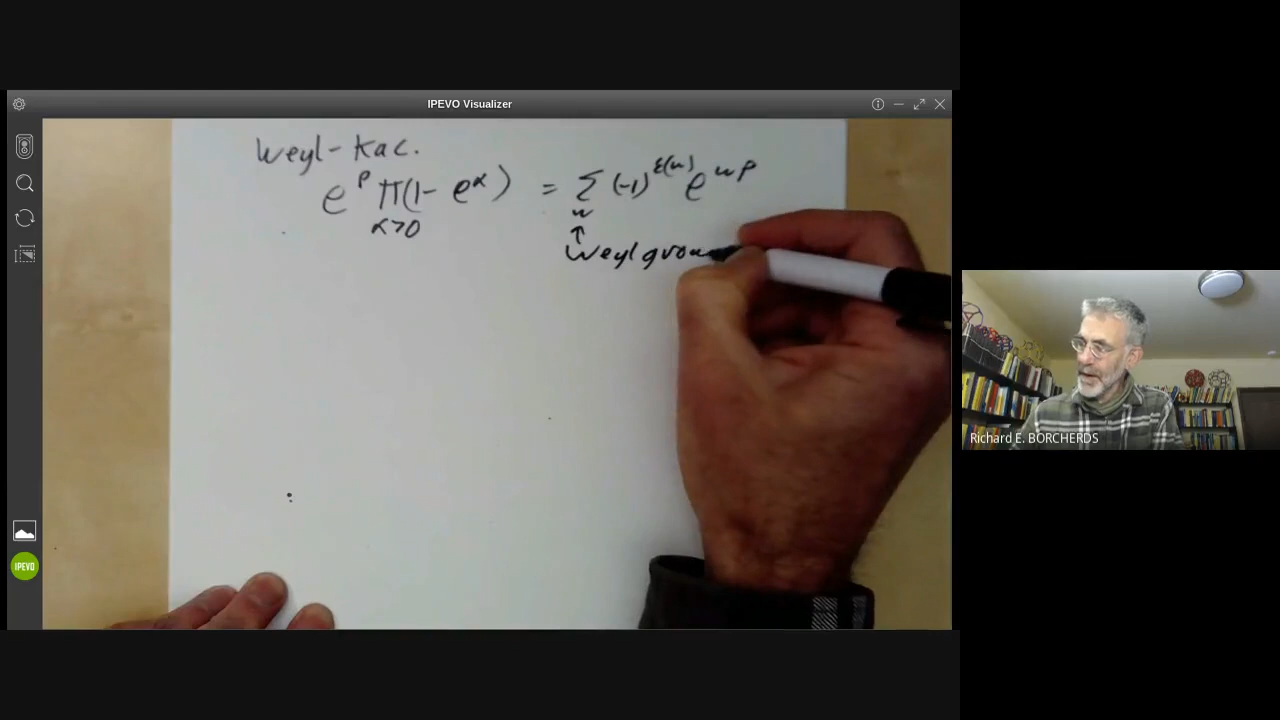 IPEVO Visualizer
Weyl-Kac.
e^ρ π(1- e^α) = Σ (-1)^ε(w) e^wρ
α>0
w
↑
Weyl grou
IPEVO
Richard E. BORCHERDS